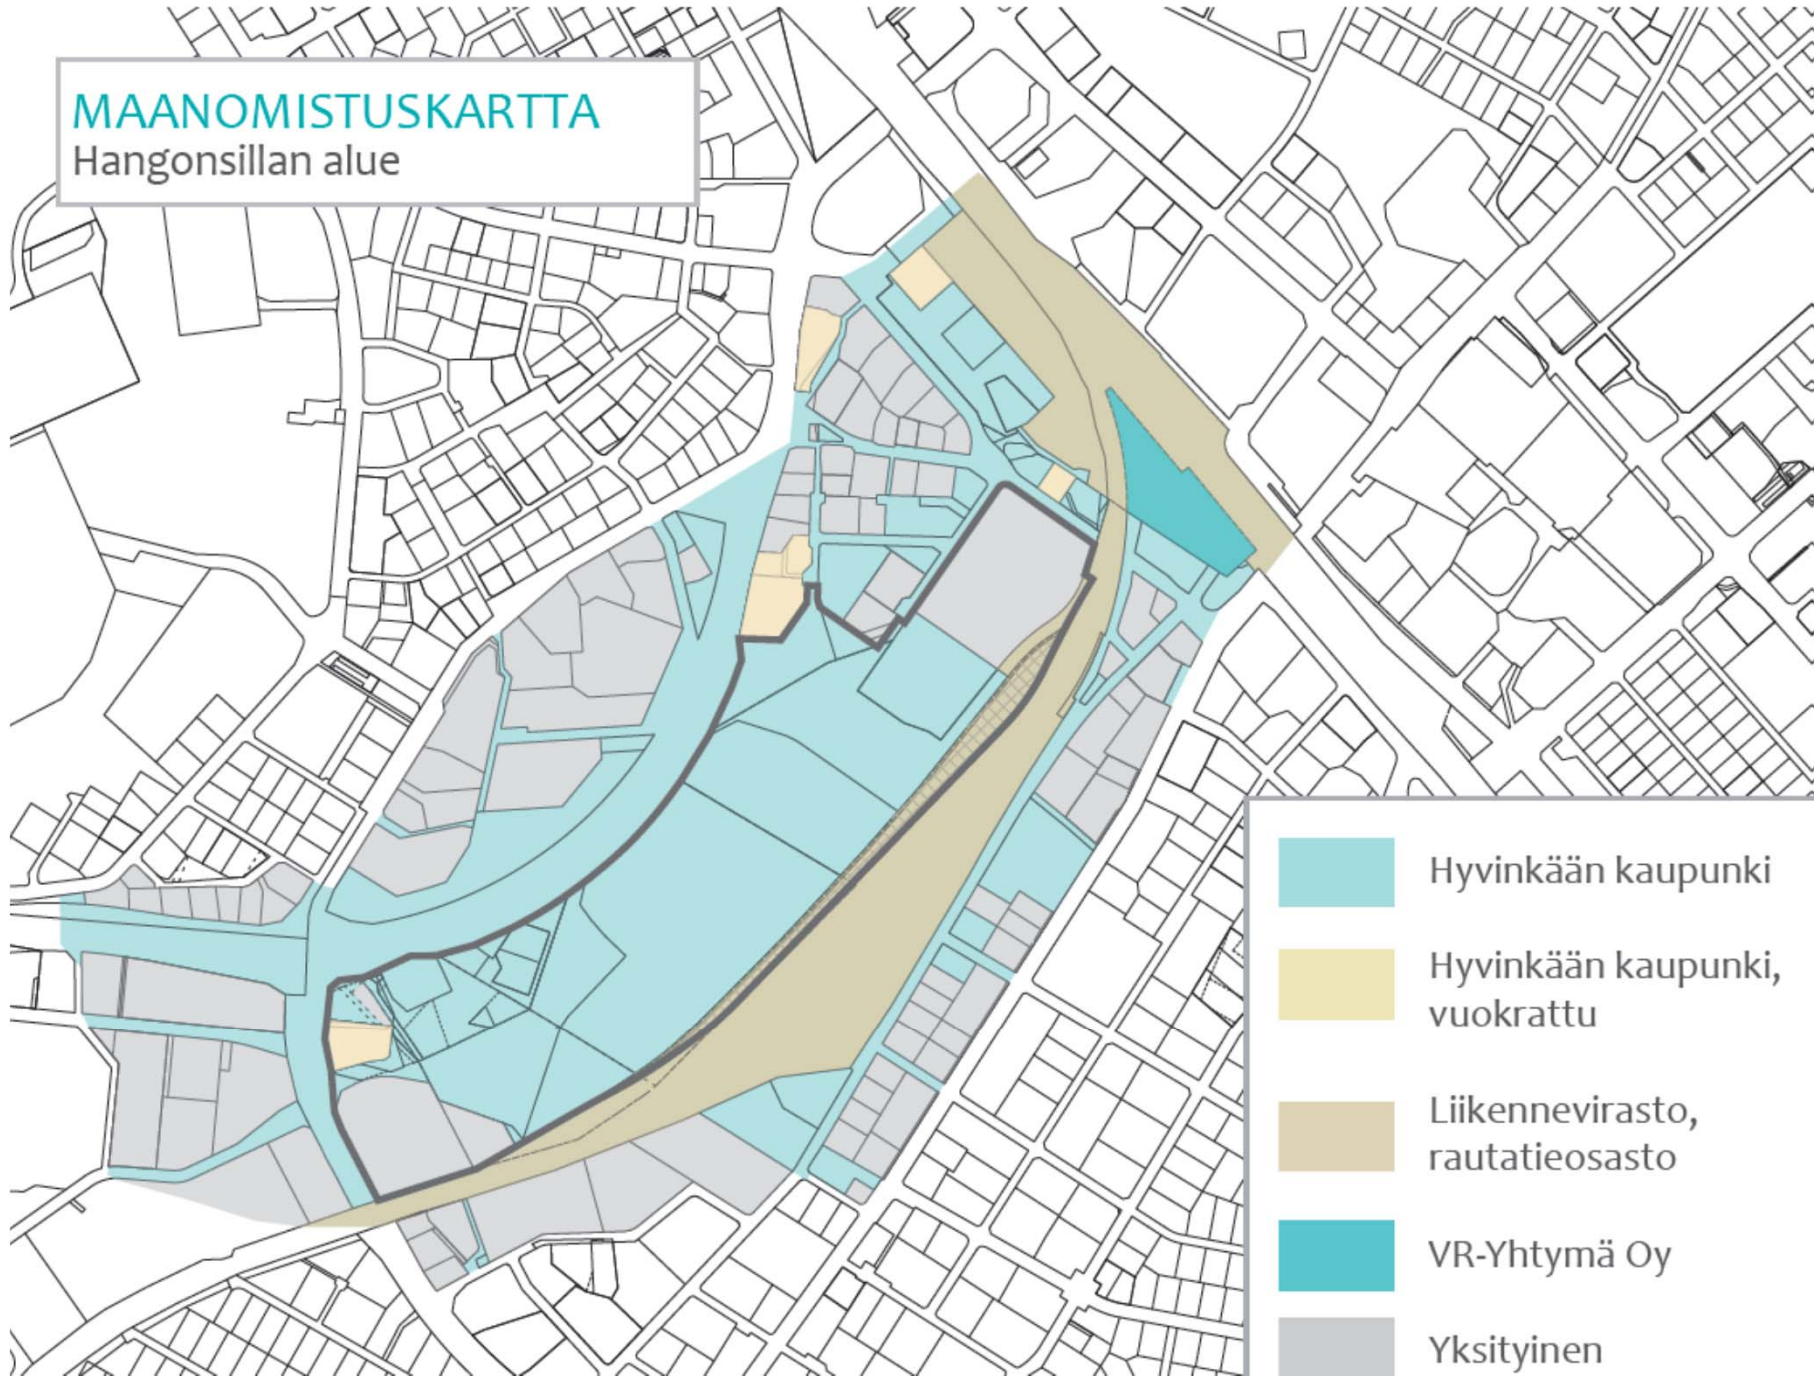 MAANOMISTUSKARTTA
Hangonsillan alue
Hyvinkään kaupunki
Hyvinkään kaupunki,
vuokrattu
Liikennevirasto,
rautatieosasto
VR-Yhtymä Oy
Yksityinen